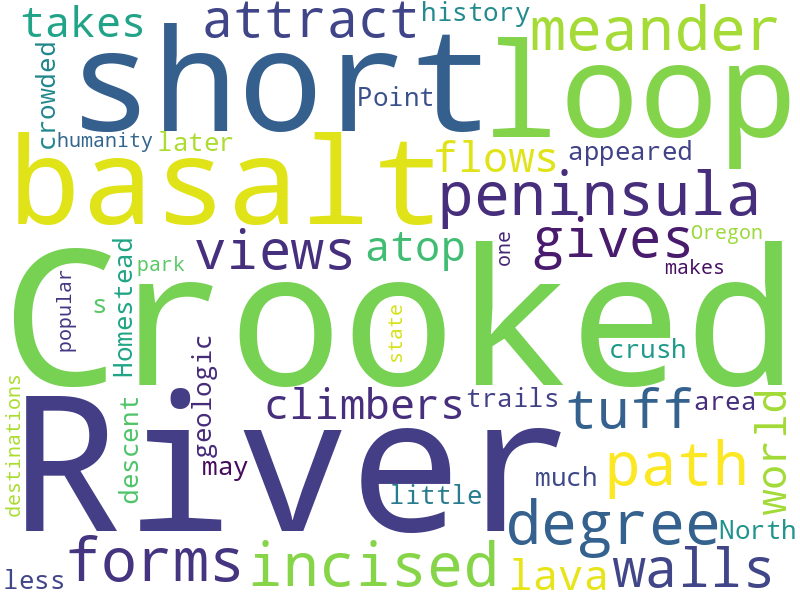 takes
attract
history
meander
short
loop
crowded
Point
humanity
later
basalt
flows
appeared
peninsula
views
atop
gives
one
Oregon
makes
Crooked
Homestead
park
popular
s
state
crush
River
geologic
climbers
trails
tuff
area
world
destinations
descent
may
little
much
path
degree
North
less
forms
incised
lava
walls